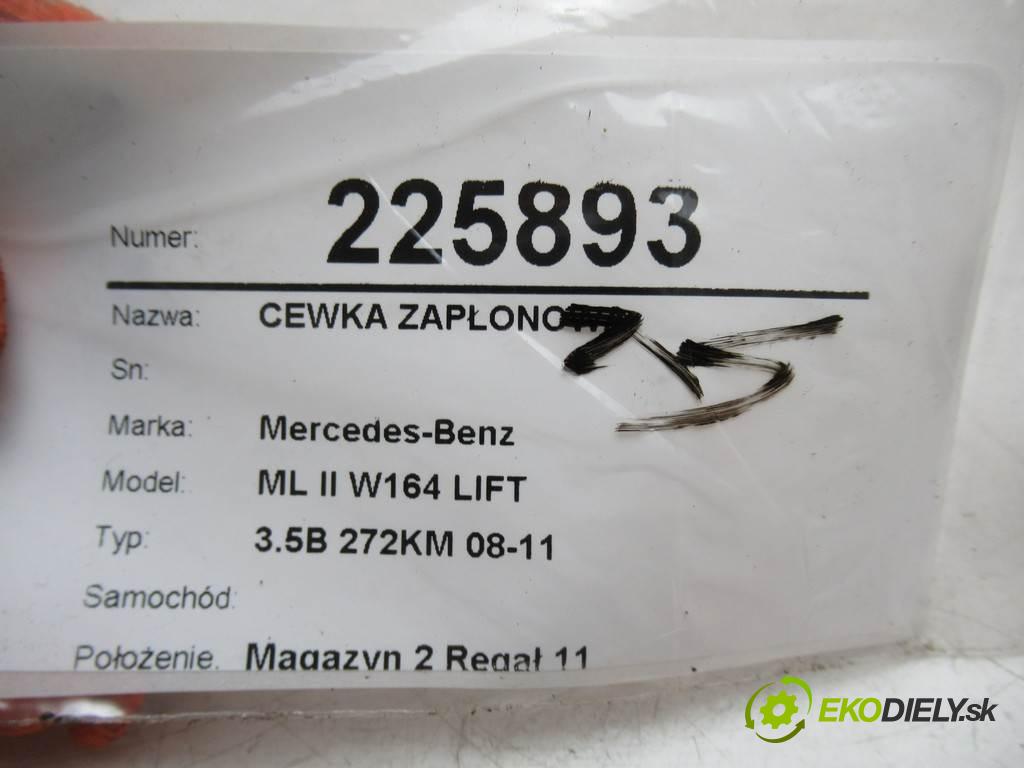 Numer: 225893
Nazwa: CEWKA ZAPŁONO
Sn:
Marka: Mercedes-Benz
Model: ML II W164 LIFT
Typ: 3.5B 272KM 08-11
Samochód:
Położenie. Magazyn 2 Regał 11
EKODIELY.sk